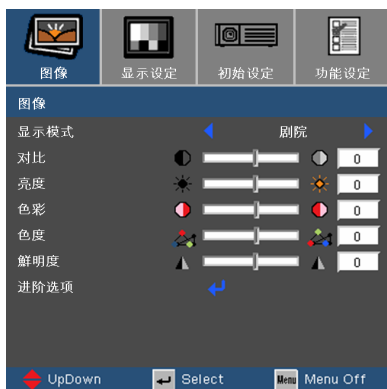 图像 显示设定 初始设定 功能设定
图像
显示模式 剧院
对比 0
亮度 0
色彩 0
色度 0
鮮明度 0
进阶选项
UpDown Select Menu Menu Off